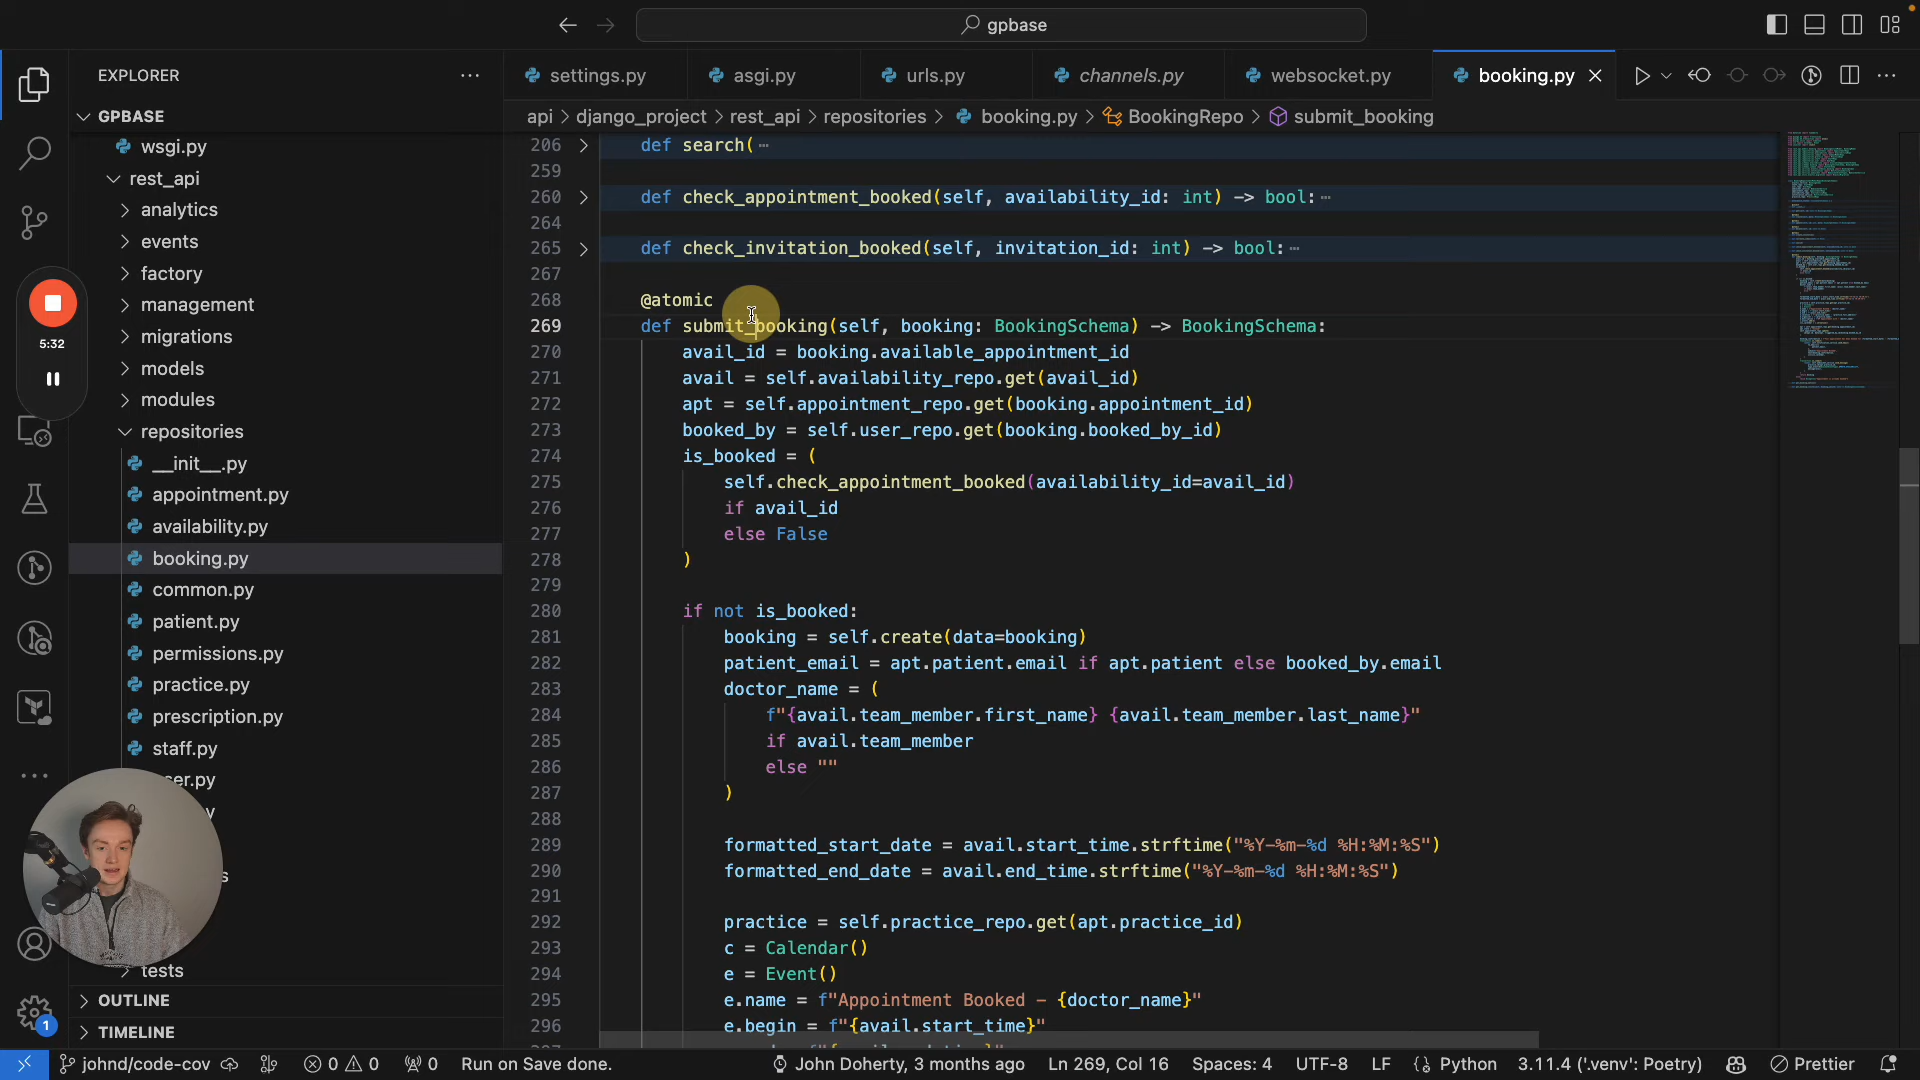 gpbase
EXPLORER
GPBASE
wsgi.py
rest_api
analytics
events
factory
management
migrations
models
modules
repositories
__init__.py
appointment.py
availability.py
booking.py
common.py
patient.py
permissions.py
practice.py
prescription.py
staff.py
tests
OUTLINE
TIMELINE
5:32
1
settings.py
asgi.py
urls.py
channels.py
websocket.py
booking.py
api > django_project > rest_api > repositories > booking.py > BookingRepo > submit_booking
206 def search(…
259
260 def check_appointment_booked(self, availability_id: int) -> bool:…
264
265 def check_invitation_booked(self, invitation_id: int) -> bool:…
267
268 @atomic
269 def submit_booking(self, booking: BookingSchema) -> BookingSchema:
270 avail_id = booking.available_appointment_id
271 avail = self.availability_repo.get(avail_id)
272 apt = self.appointment_repo.get(booking.appointment_id)
273 booked_by = self.user_repo.get(booking.booked_by_id)
274 is_booked = (
275 self.check_appointment_booked(availability_id=avail_id)
276 if avail_id
277 else False
278 )
279
280 if not is_booked:
281 booking = self.create(data=booking)
282 patient_email = apt.patient.email if apt.patient else booked_by.email
283 doctor_name = (
284 f"{avail.team_member.first_name} {avail.team_member.last_name}"
285 if avail.team_member
286 else ""
287 )
288
289 formatted_start_date = avail.start_time.strftime("%Y-%m-%d %H:%M:%S")
290 formatted_end_date = avail.end_time.strftime("%Y-%m-%d %H:%M:%S")
291
292 practice = self.practice_repo.get(apt.practice_id)
293 c = Calendar()
294 e = Event()
295 e.name = f"Appointment Booked - {doctor_name}"
296 e.begin = f"{avail.start_time}"
johnd/code-cov 0 0 0 Run on Save done. John Doherty, 3 months ago Ln 269, Col 16 Spaces: 4 UTF-8 LF Python 3.11.4 ('.venv': Poetry) Prettier